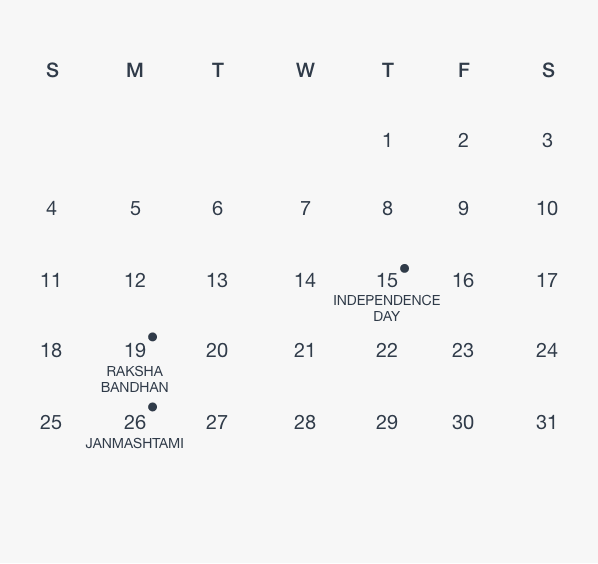 S M T W T F S
1 2 3
4 5 6 7 8 9 10
11 12 13 14 15 16 17
INDEPENDENCE
DAY
18 19 20 21 22 23 24
RAKSHA
BANDHAN
25 26 27 28 29 30 31
JANMASHTAMI